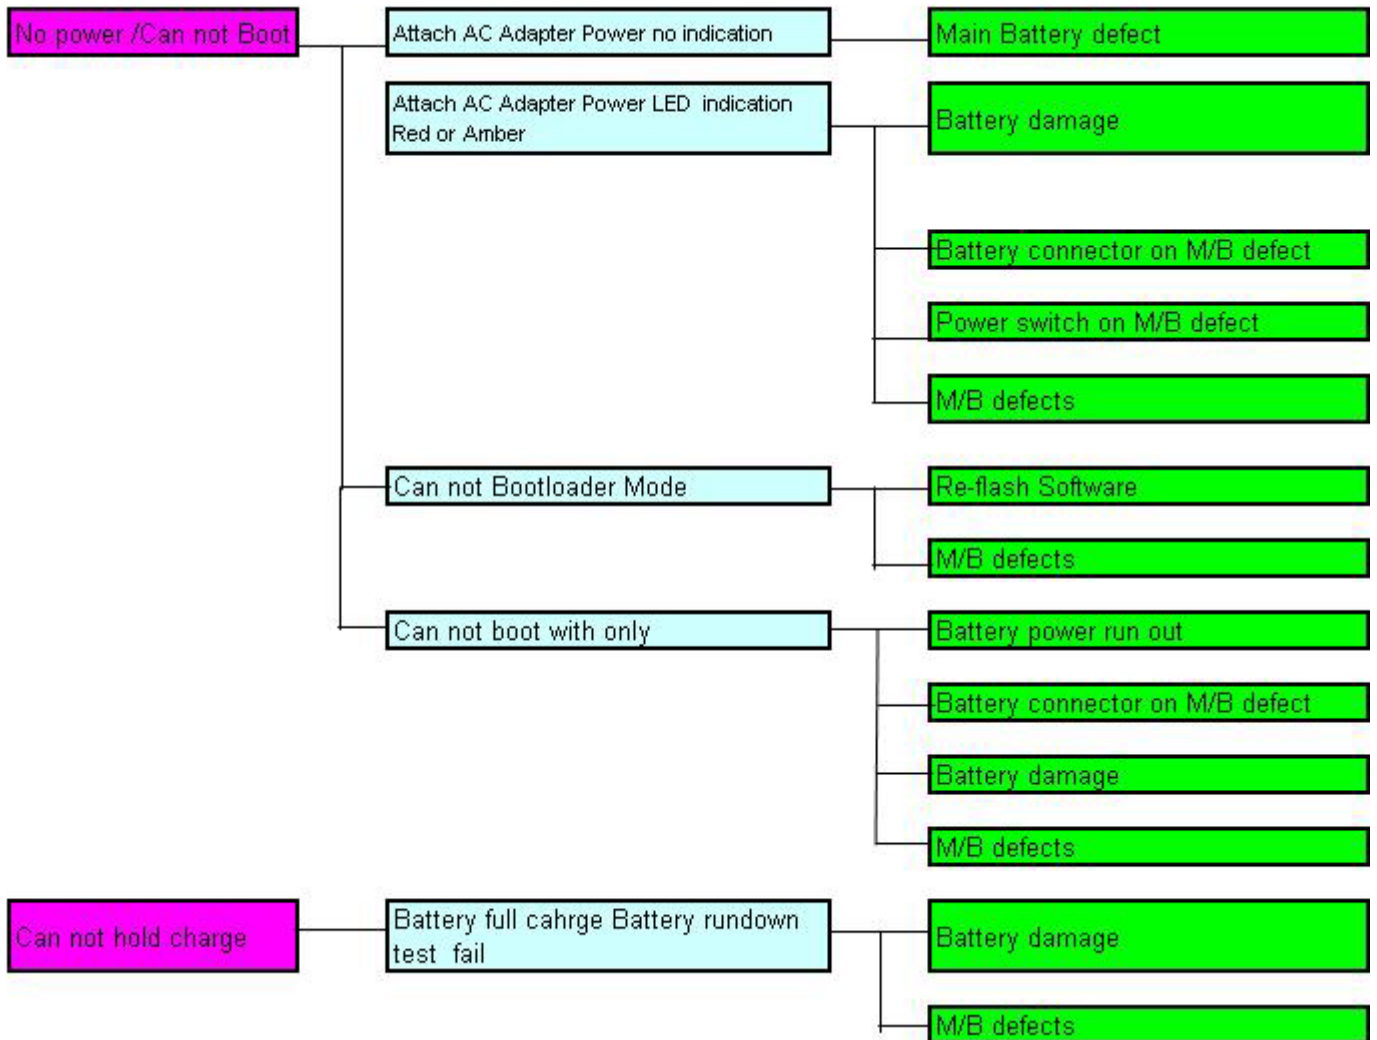 No power /Can not Boot
Attach AC Adapter Power no indication
Main Battery defect
Attach AC Adapter Power LED indication
Red or Amber
Battery damage
Battery connector on M/B defect
Power switch on M/B defect
M/B defects
Can not Bootloader Mode
Re-flash Software
M/B defects
Can not boot with only
Battery power run out
Battery connector on M/B defect
Battery damage
M/B defects
Can not hold charge
Battery full cahrge Battery rundown
test fail
Battery damage
M/B defects